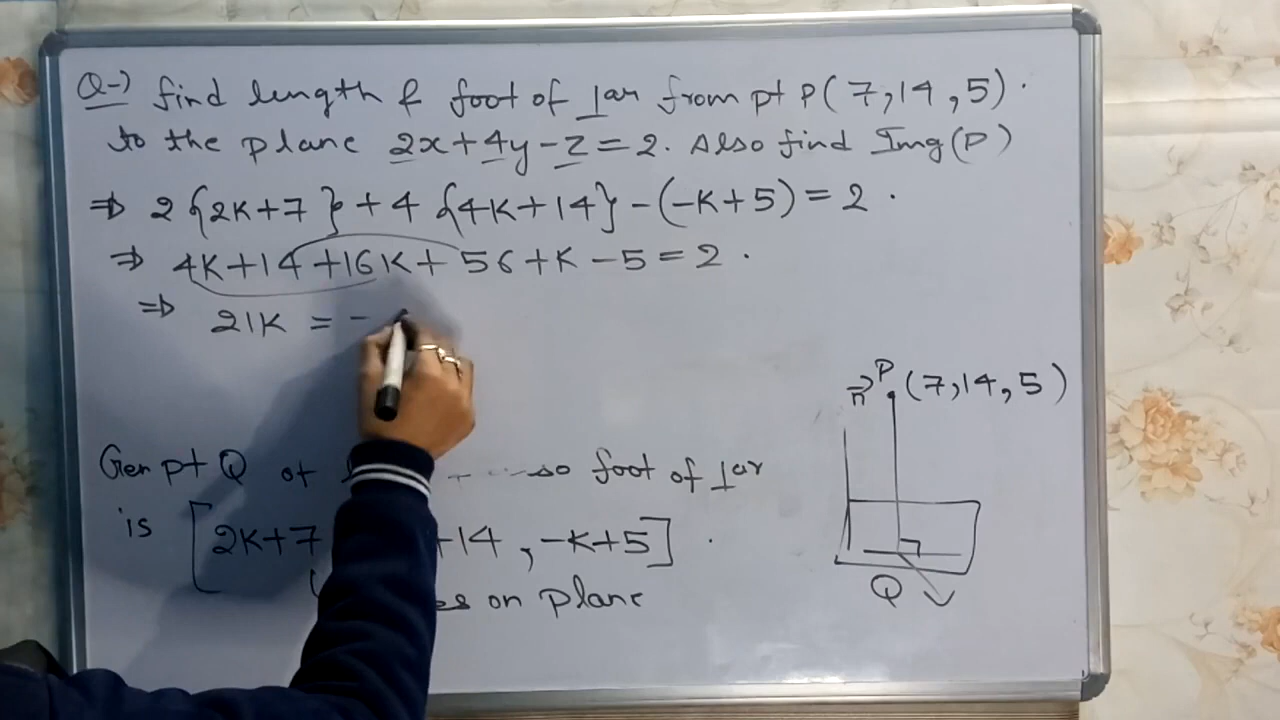 Q→ find length & foot of ⊥ar from pt P(7,14,5).
to the plane 2x+4y-z=2. Also find Img(P)
⇒ 2{2K+7}+4{4K+14}-(-K+5)=2.
⇒ 4K+14+16K+56+K-5=2.
⇒ 21K = -
n⃗ P (7,14,5)
Gen pt Q of so foot of ⊥ar
is [2K+7 +14, -K+5].
on plane
Q